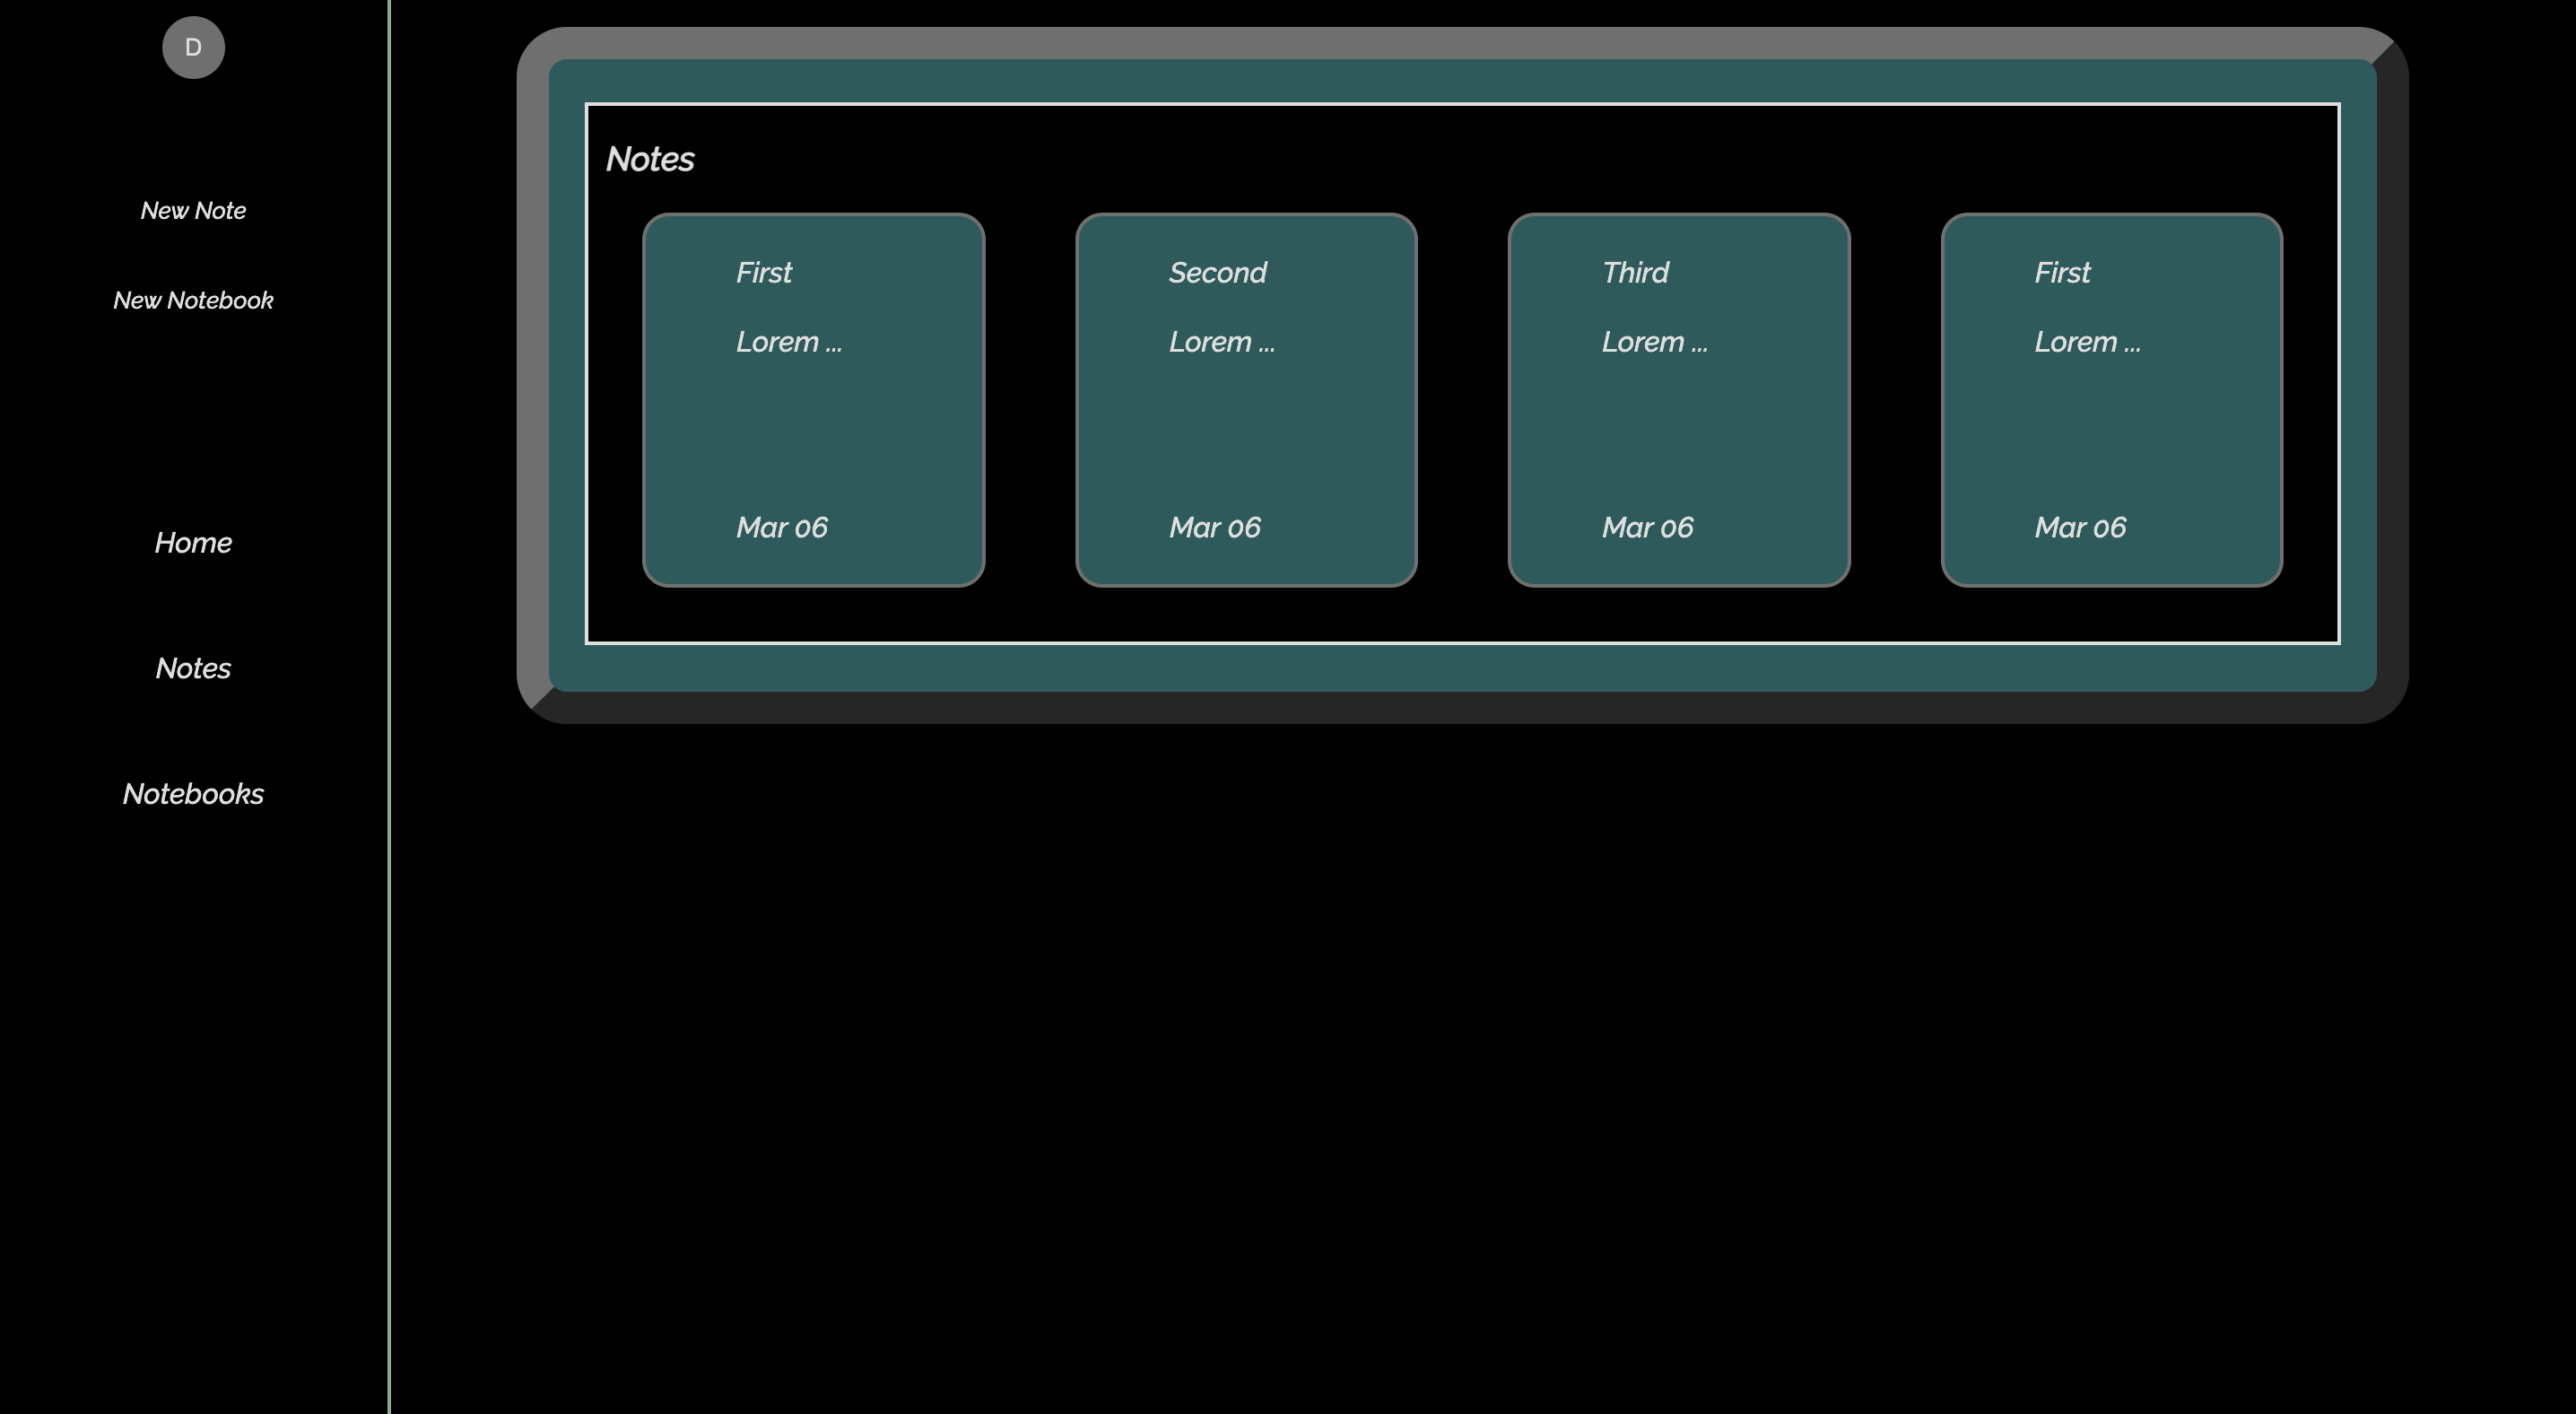 D
New Note
New Notebook
Home
Notes
Notebooks
Notes
First
Lorem ...
Mar 06
Second
Lorem ...
Mar 06
Third
Lorem ...
Mar 06
First
Lorem ...
Mar 06